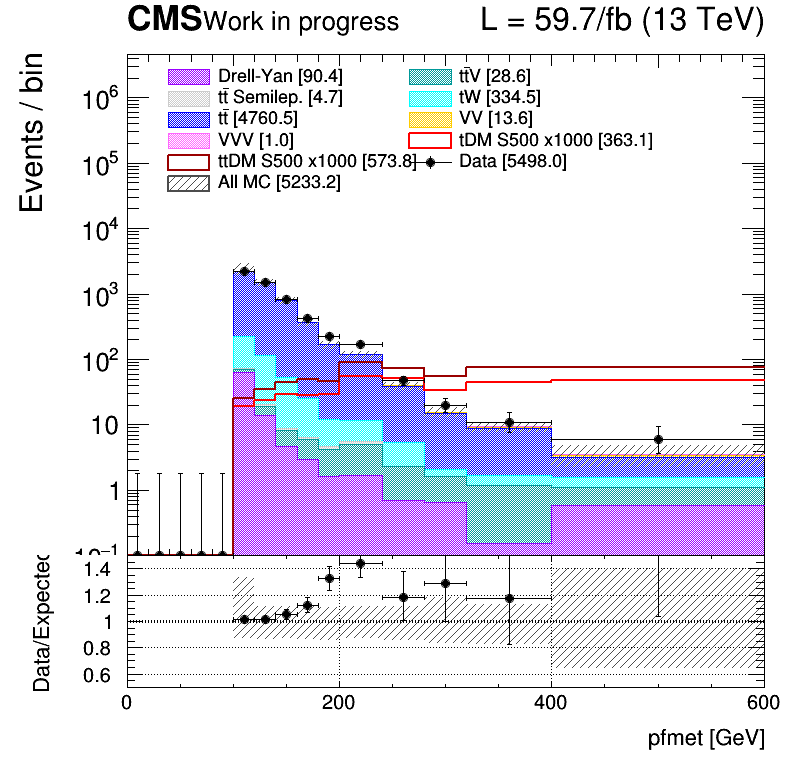 CMS Work in progress L = 59.7/fb (13 TeV)
Events / bin
Drell-Yan [90.4] tt̄V [28.6]
tt̄ Semilep. [4.7] tW [334.5]
tt̄ [4760.5] VV [13.6]
VVV [1.0] tDM S500 x1000 [363.1]
ttDM S500 x1000 [573.8] Data [5498.0]
All MC [5233.2]
10⁶
10⁵
10⁴
10³
10²
10
1
10⁻¹
Data/Expected
1.4
1.2
1
0.8
0.6
0 200 400 600
pfmet [GeV]